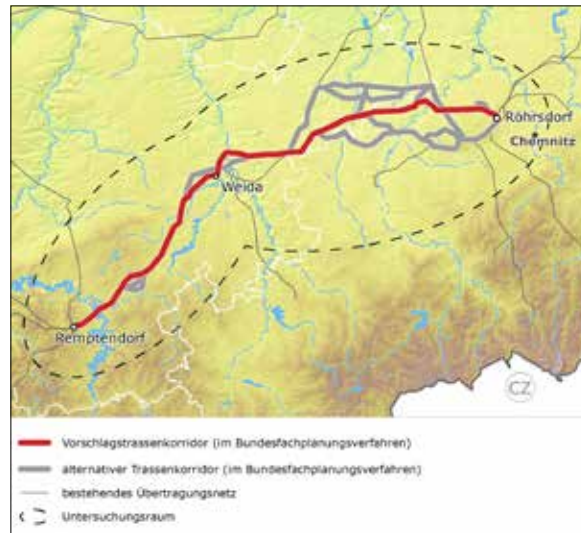 Röhrsdorf
Chemnitz
Weida
Remptendorf
CZ
Vorschlagstrassenkorridor (im Bundesfachplanungsverfahren)
alternativer Trassenkorridor (im Bundesfachplanungsverfahren)
bestehendes Übertragungsnetz
Untersuchungsraum